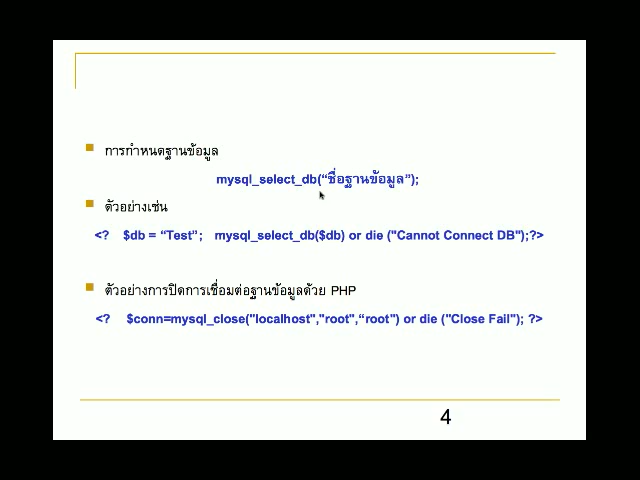 การกำหนดฐานข้อมูล
mysql_select_db(“ชื่อฐานข้อมูล”);
ตัวอย่างเช่น
<? $db = “Test”; mysql_select_db($db) or die ("Cannot Connect DB");?>
ตัวอย่างการปิดการเชื่อมต่อฐานข้อมูลด้วย PHP
<? $conn=mysql_close("localhost","root",“root”) or die ("Close Fail"); ?>
4